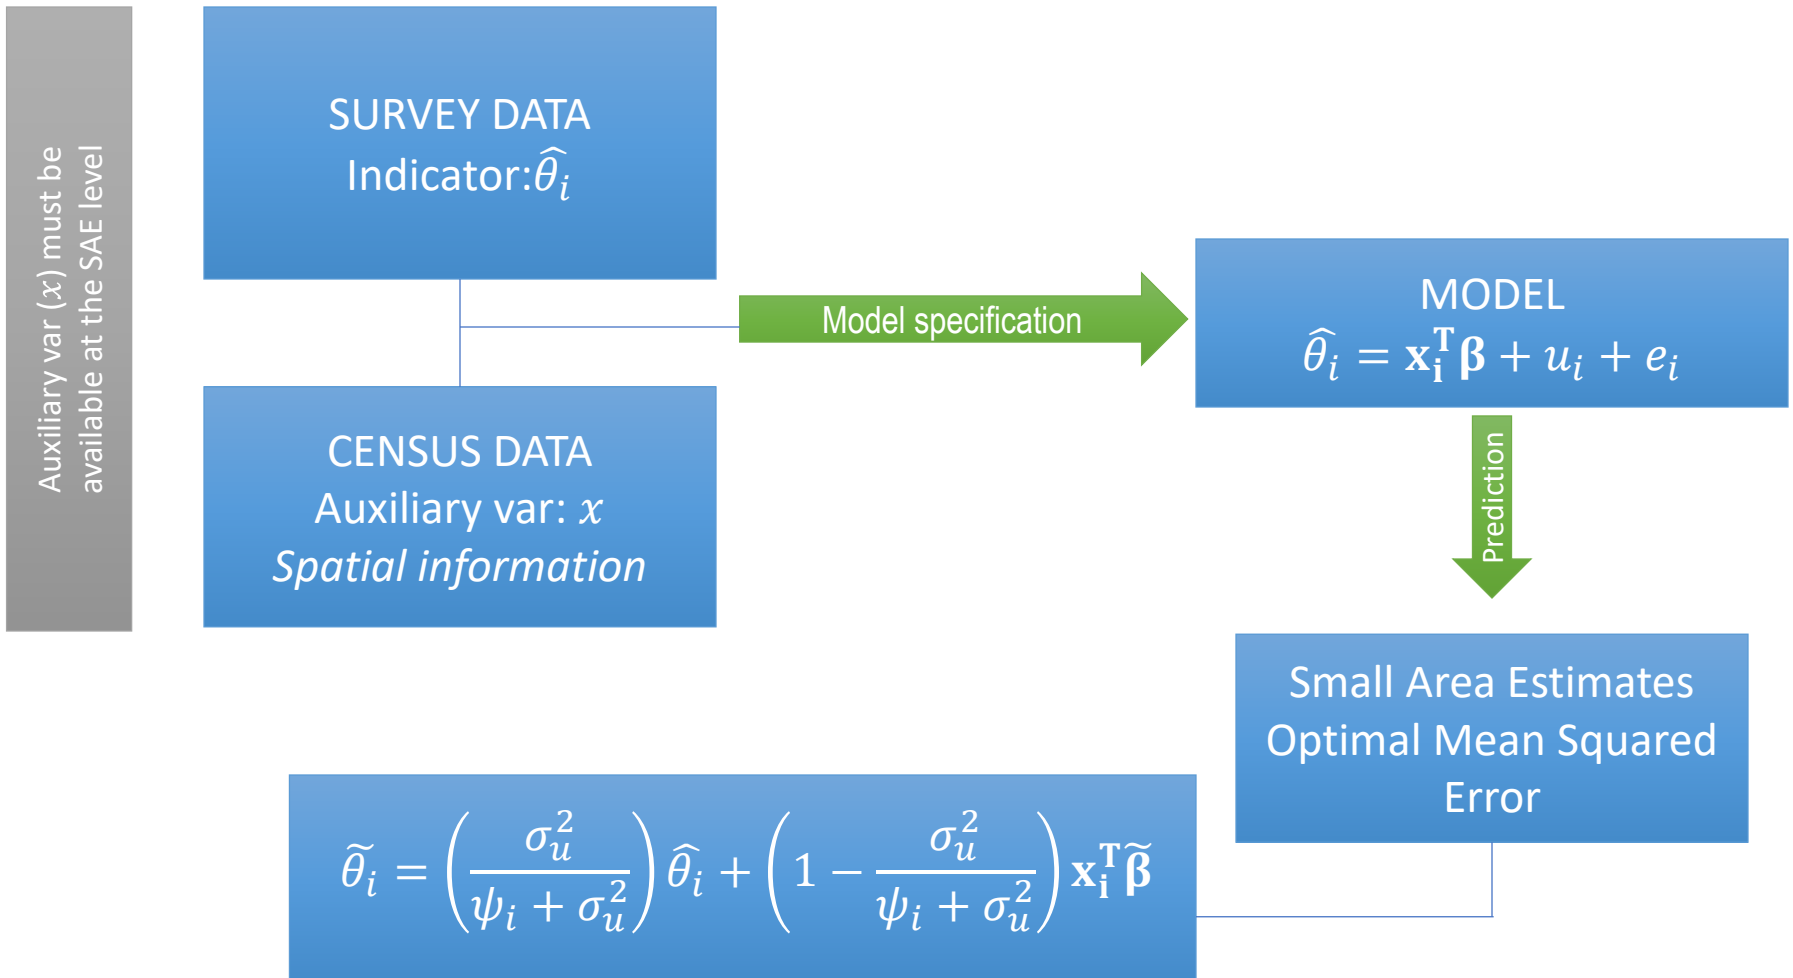 Auxiliary var (𝑥) must be
available at the SAE level
SURVEY DATA
Indicator:𝜃̂ᵢ
CENSUS DATA
Auxiliary var: 𝑥
Spatial information
Model specification
MODEL
𝜃̂ᵢ = 𝐱ᵢᵀ𝛃 + 𝑢ᵢ + 𝑒ᵢ
Prediction
Small Area Estimates
Optimal Mean Squared
Error
𝜃̃ᵢ = (σᵤ² / (ψᵢ + σᵤ²)) 𝜃̂ᵢ + (1 − σᵤ² / (ψᵢ + σᵤ²)) 𝐱ᵢᵀ𝛃̃